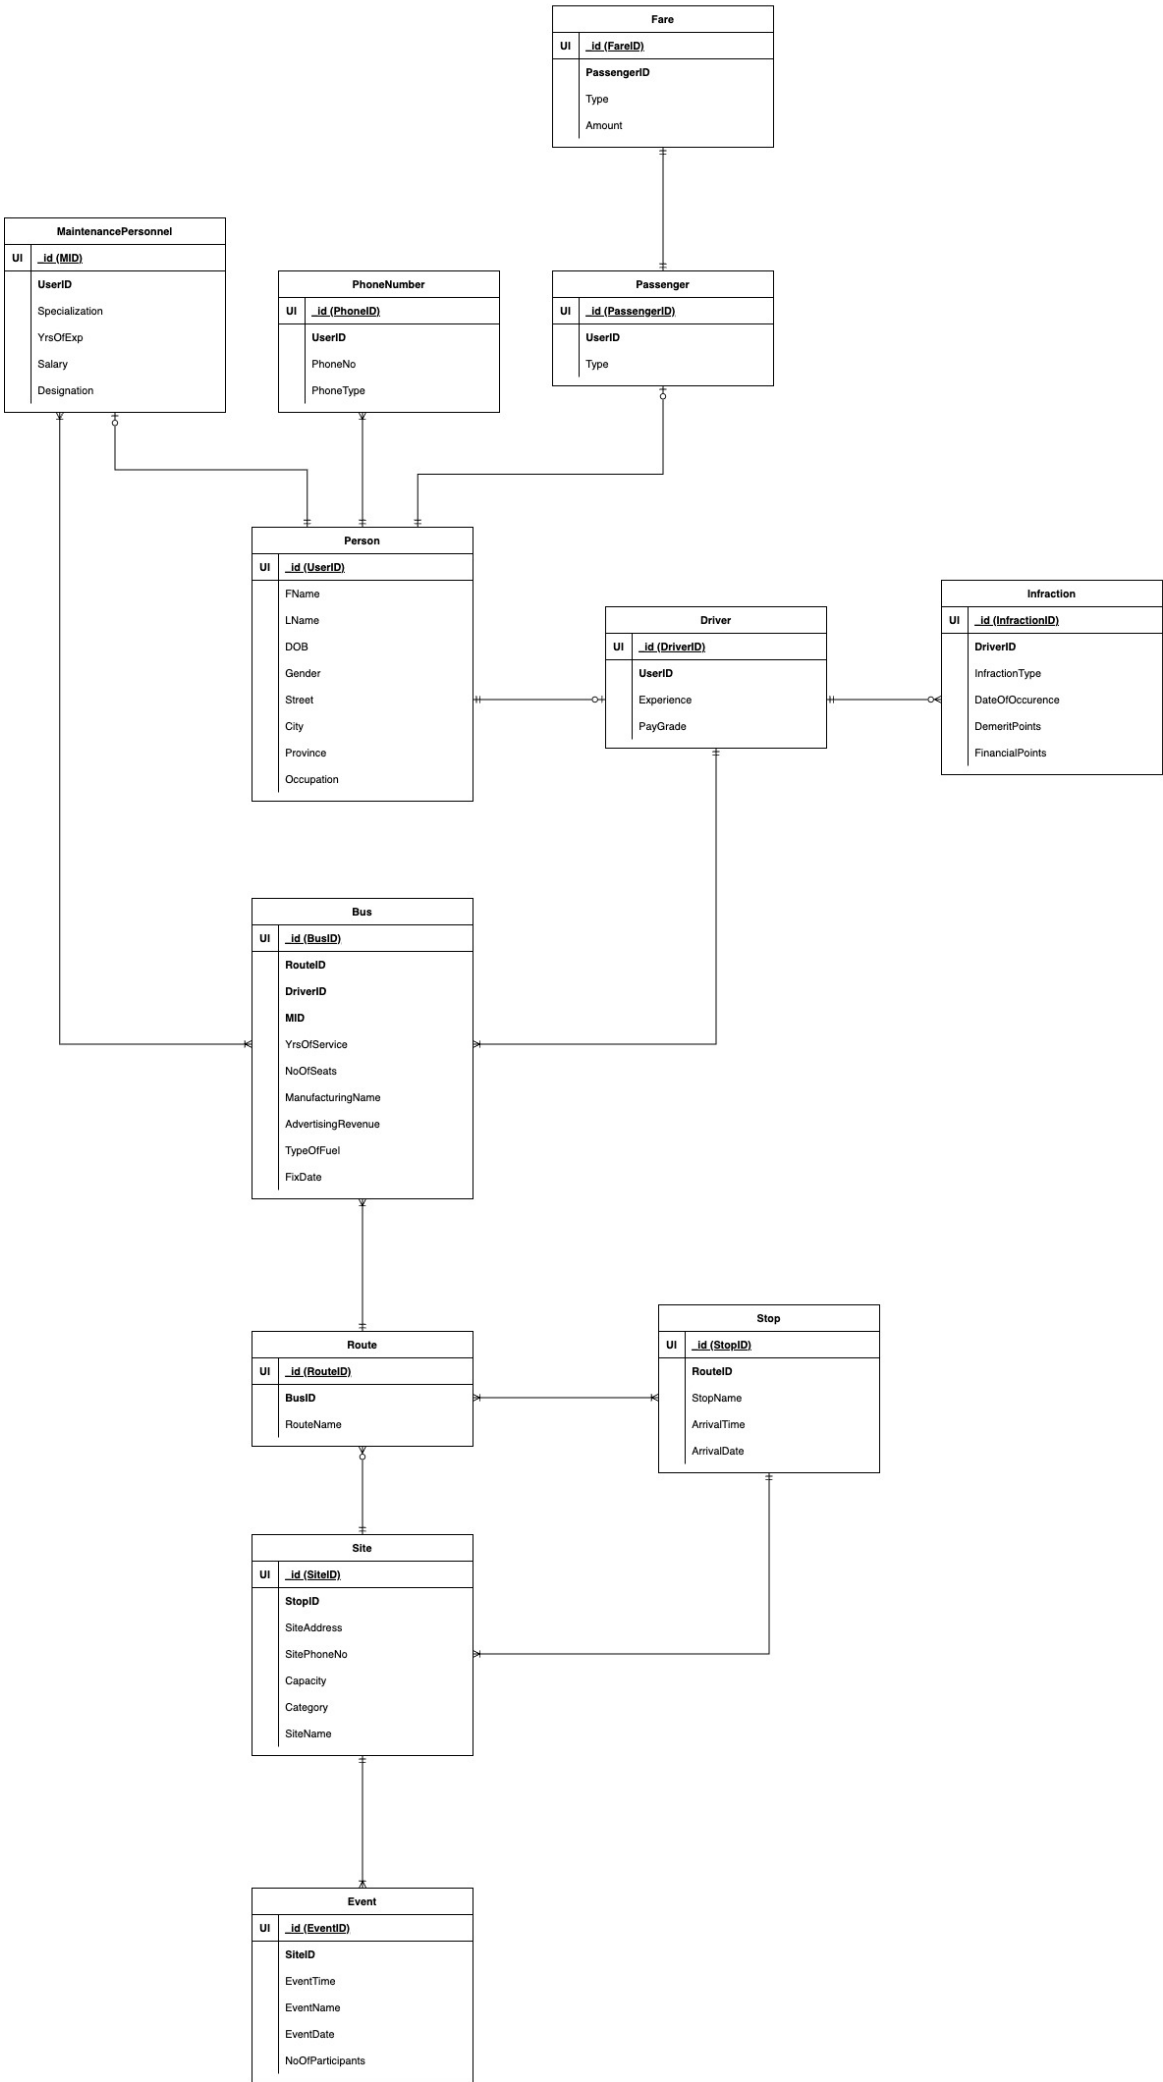 Fare
UI _id (FareID)
PassengerID
Type
Amount
MaintenancePersonnel
UI _id (MID)
UserID
Specialization
YrsOfExp
Salary
Designation
PhoneNumber
UI _id (PhoneID)
UserID
PhoneNo
PhoneType
Passenger
UI _id (PassengerID)
UserID
Type
Person
UI _id (UserID)
FName
LName
DOB
Gender
Street
City
Province
Occupation
Driver
UI _id (DriverID)
UserID
Experience
PayGrade
Infraction
UI _id (InfractionID)
DriverID
InfractionType
DateOfOccurence
DemeritPoints
FinancialPoints
Bus
UI _id (BusID)
RouteID
DriverID
MID
YrsOfService
NoOfSeats
ManufacturingName
AdvertisingRevenue
TypeOfFuel
FixDate
Route
UI _id (RouteID)
BusID
RouteName
Stop
UI _id (StopID)
RouteID
StopName
ArrivalTime
ArrivalDate
Site
UI _id (SiteID)
StopID
SiteAddress
SitePhoneNo
Capacity
Category
SiteName
Event
UI _id (EventID)
SiteID
EventTime
EventName
EventDate
NoOfParticipants